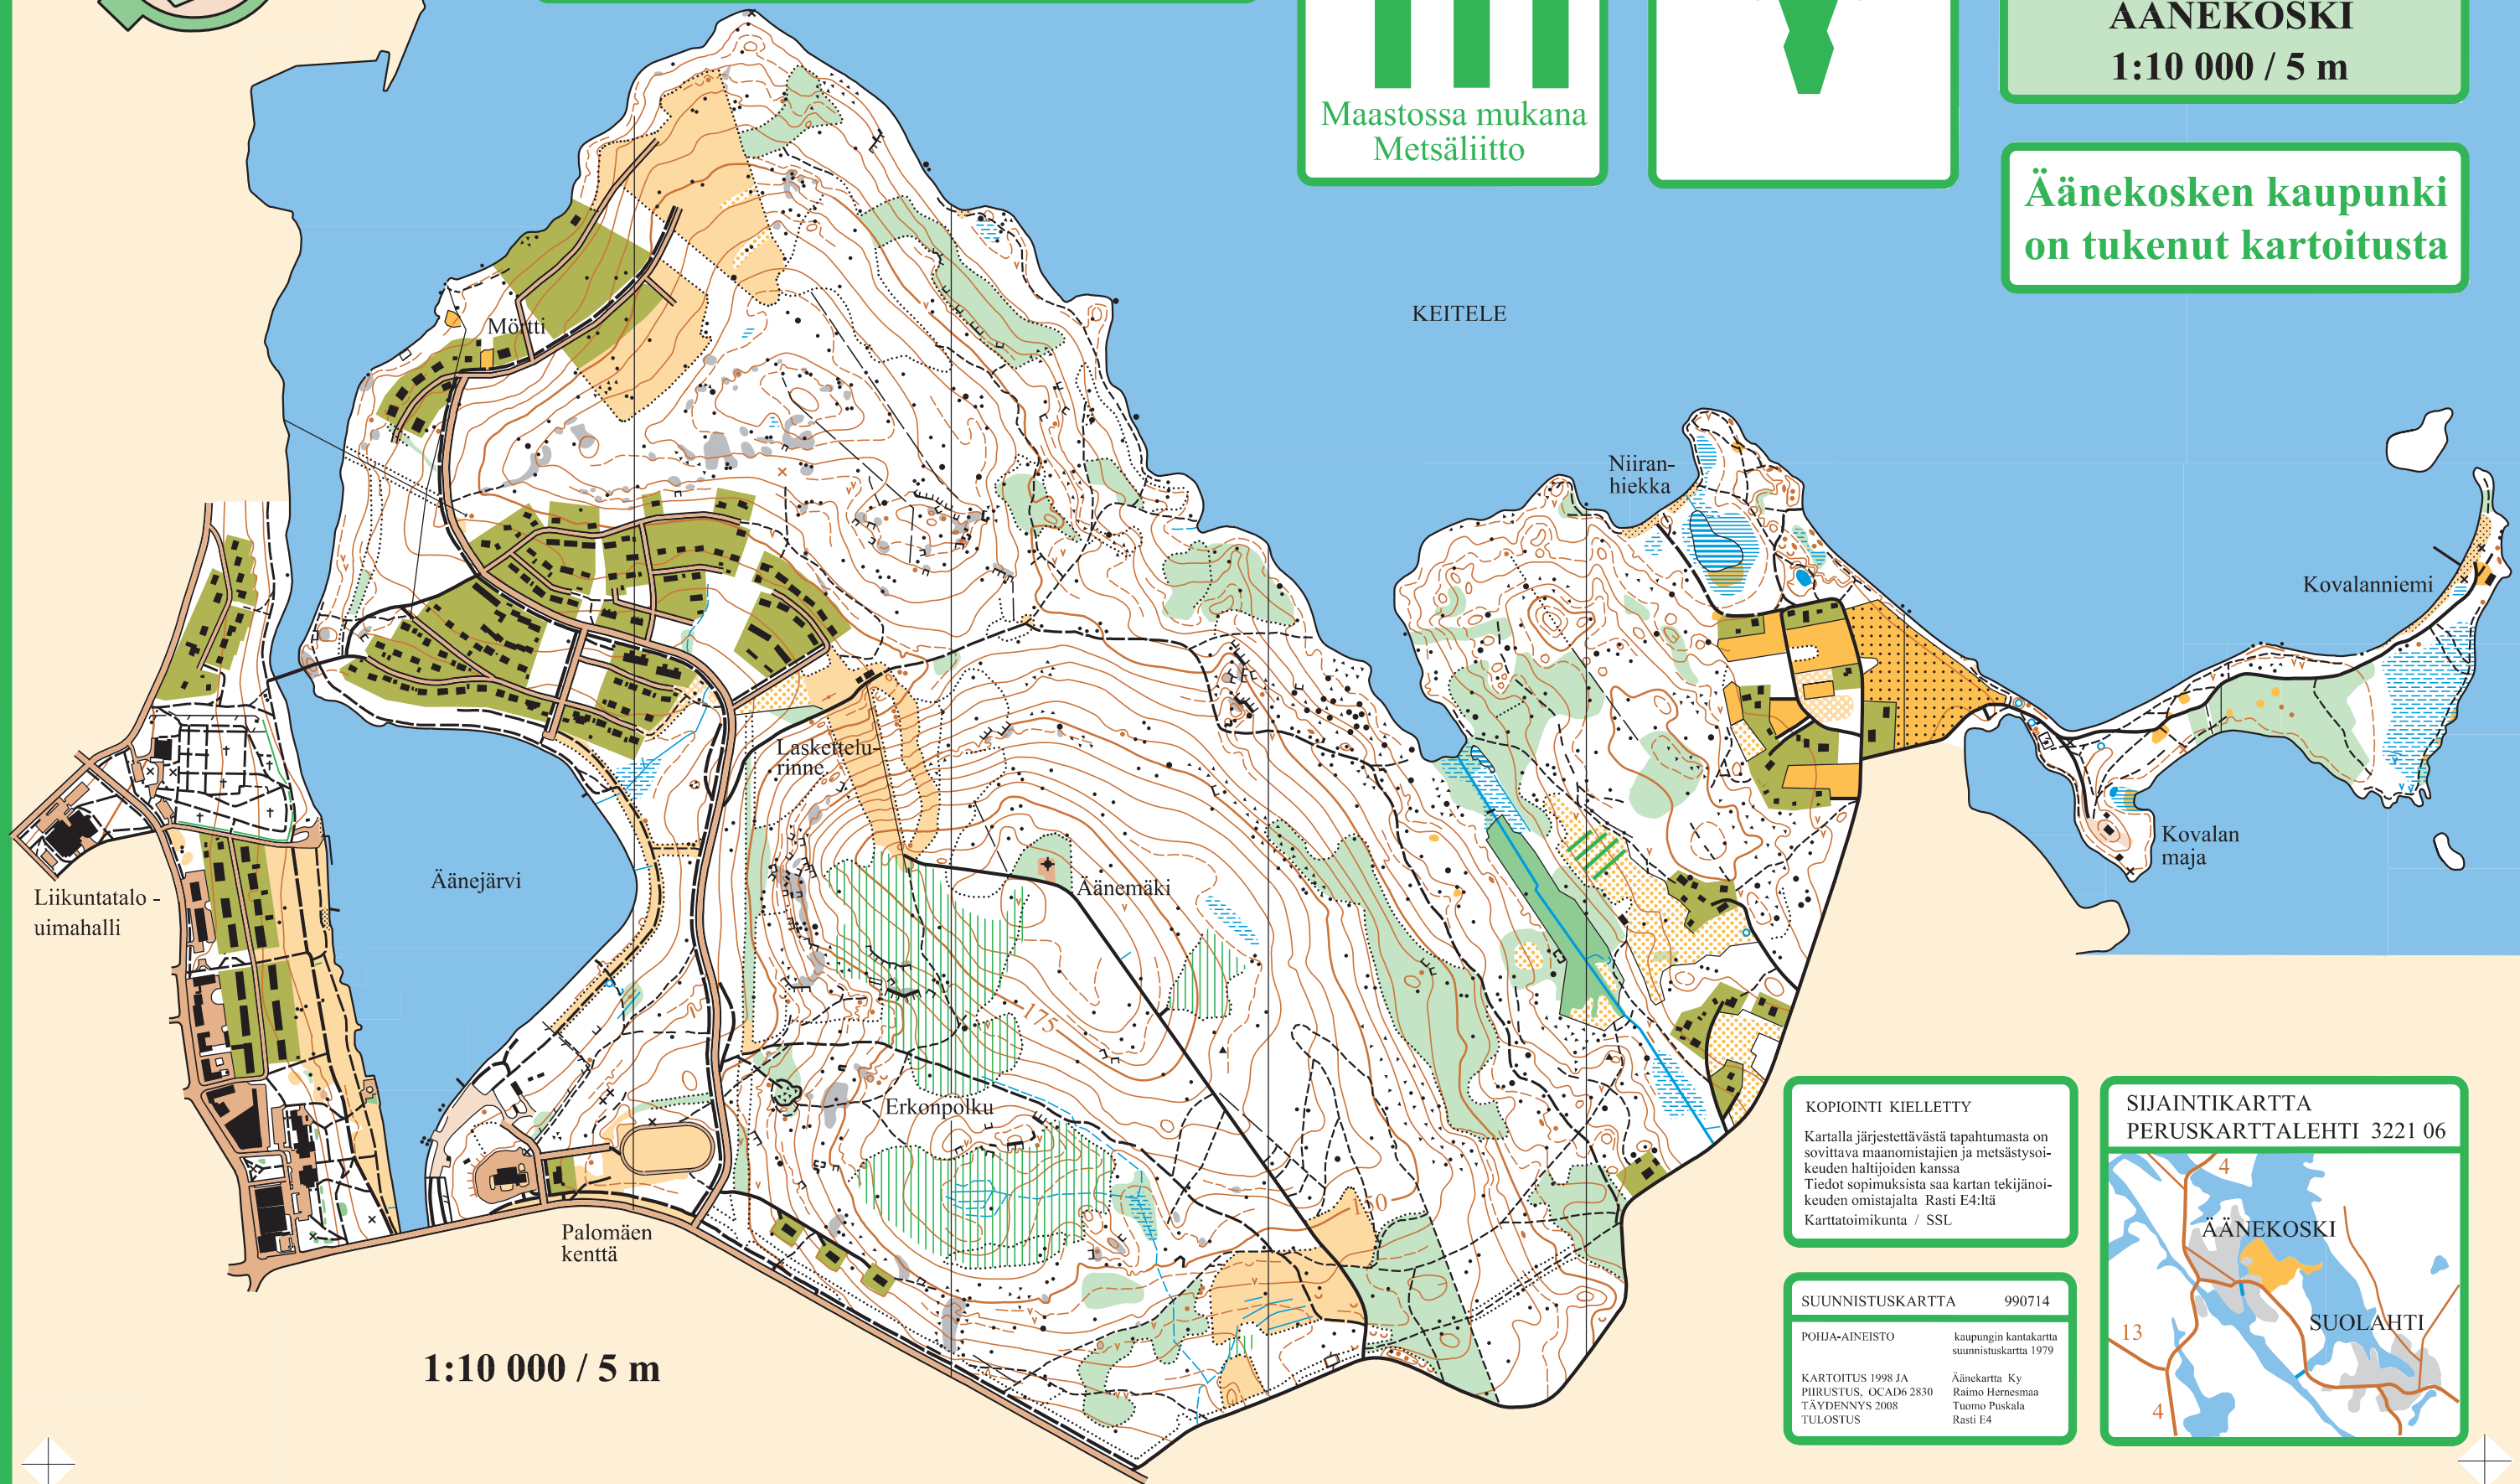 ÄÄNEKOSKI
1:10 000 / 5 m
Maastossa mukana
Metsäliitto
Äänekosken kaupunki
on tukenut kartoitusta
KEITELE
Mörtti
Niiran-
hiekka
Kovalanniemi
Laskettelu-
rinne
Kovalan
maja
Äänemäki
Äänejärvi
Liikuntatalo -
uimahalli
175
Erkonpolku
150
Palomäen
kenttä
1:10 000 / 5 m
KOPIOINTI KIELLETTY
Kartalla järjestettävästä tapahtumasta on
sovittava maanomistajien ja metsästysoi-
keuden haltijoiden kanssa
Tiedot sopimuksista saa kartan tekijänoi-
keuden omistajalta Rasti E4:ltä
Karttatoimikunta / SSL
SUUNNISTUSKARTTA 990714
POHJA-AINEISTO kaupungin kantakartta
suunnistuskartta 1979
KARTOITUS 1998 JA Äänekartta Ky
PIIRUSTUS, OCAD6 2830 Raimo Hernesmaa
TÄYDENNYS 2008 Tuomo Puskala
TULOSTUS Rasti E4
SIJAINTIKARTTA
PERUSKARTTALEHTI 3221 06
4
ÄÄNEKOSKI
SUOLAHTI
13
4